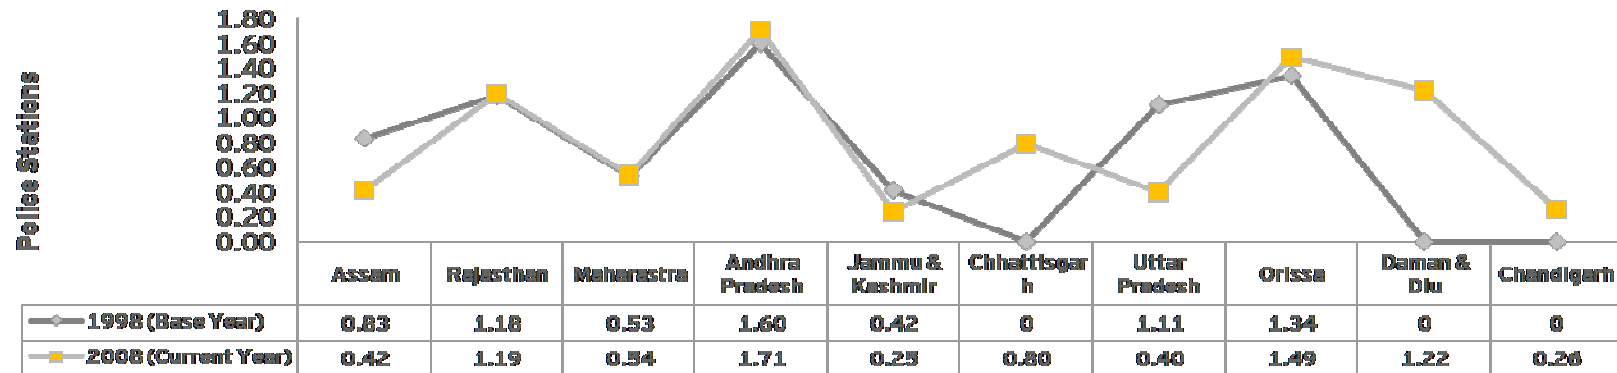 Police Stations
1.80
1.60
1.40
1.20
1.00
0.80
0.60
0.40
0.20
0.00
Assam Rajasthan Maharastra Andhra Pradesh Jammu & Kashmir Chhattisgar h Uttar Pradesh Orissa Daman & Diu Chandigarh
1998 (Base Year) 0.83 1.18 0.53 1.60 0.42 0 1.11 1.34 0 0
2008 (Current Year) 0.42 1.19 0.54 1.71 0.25 0.80 0.40 1.49 1.22 0.26